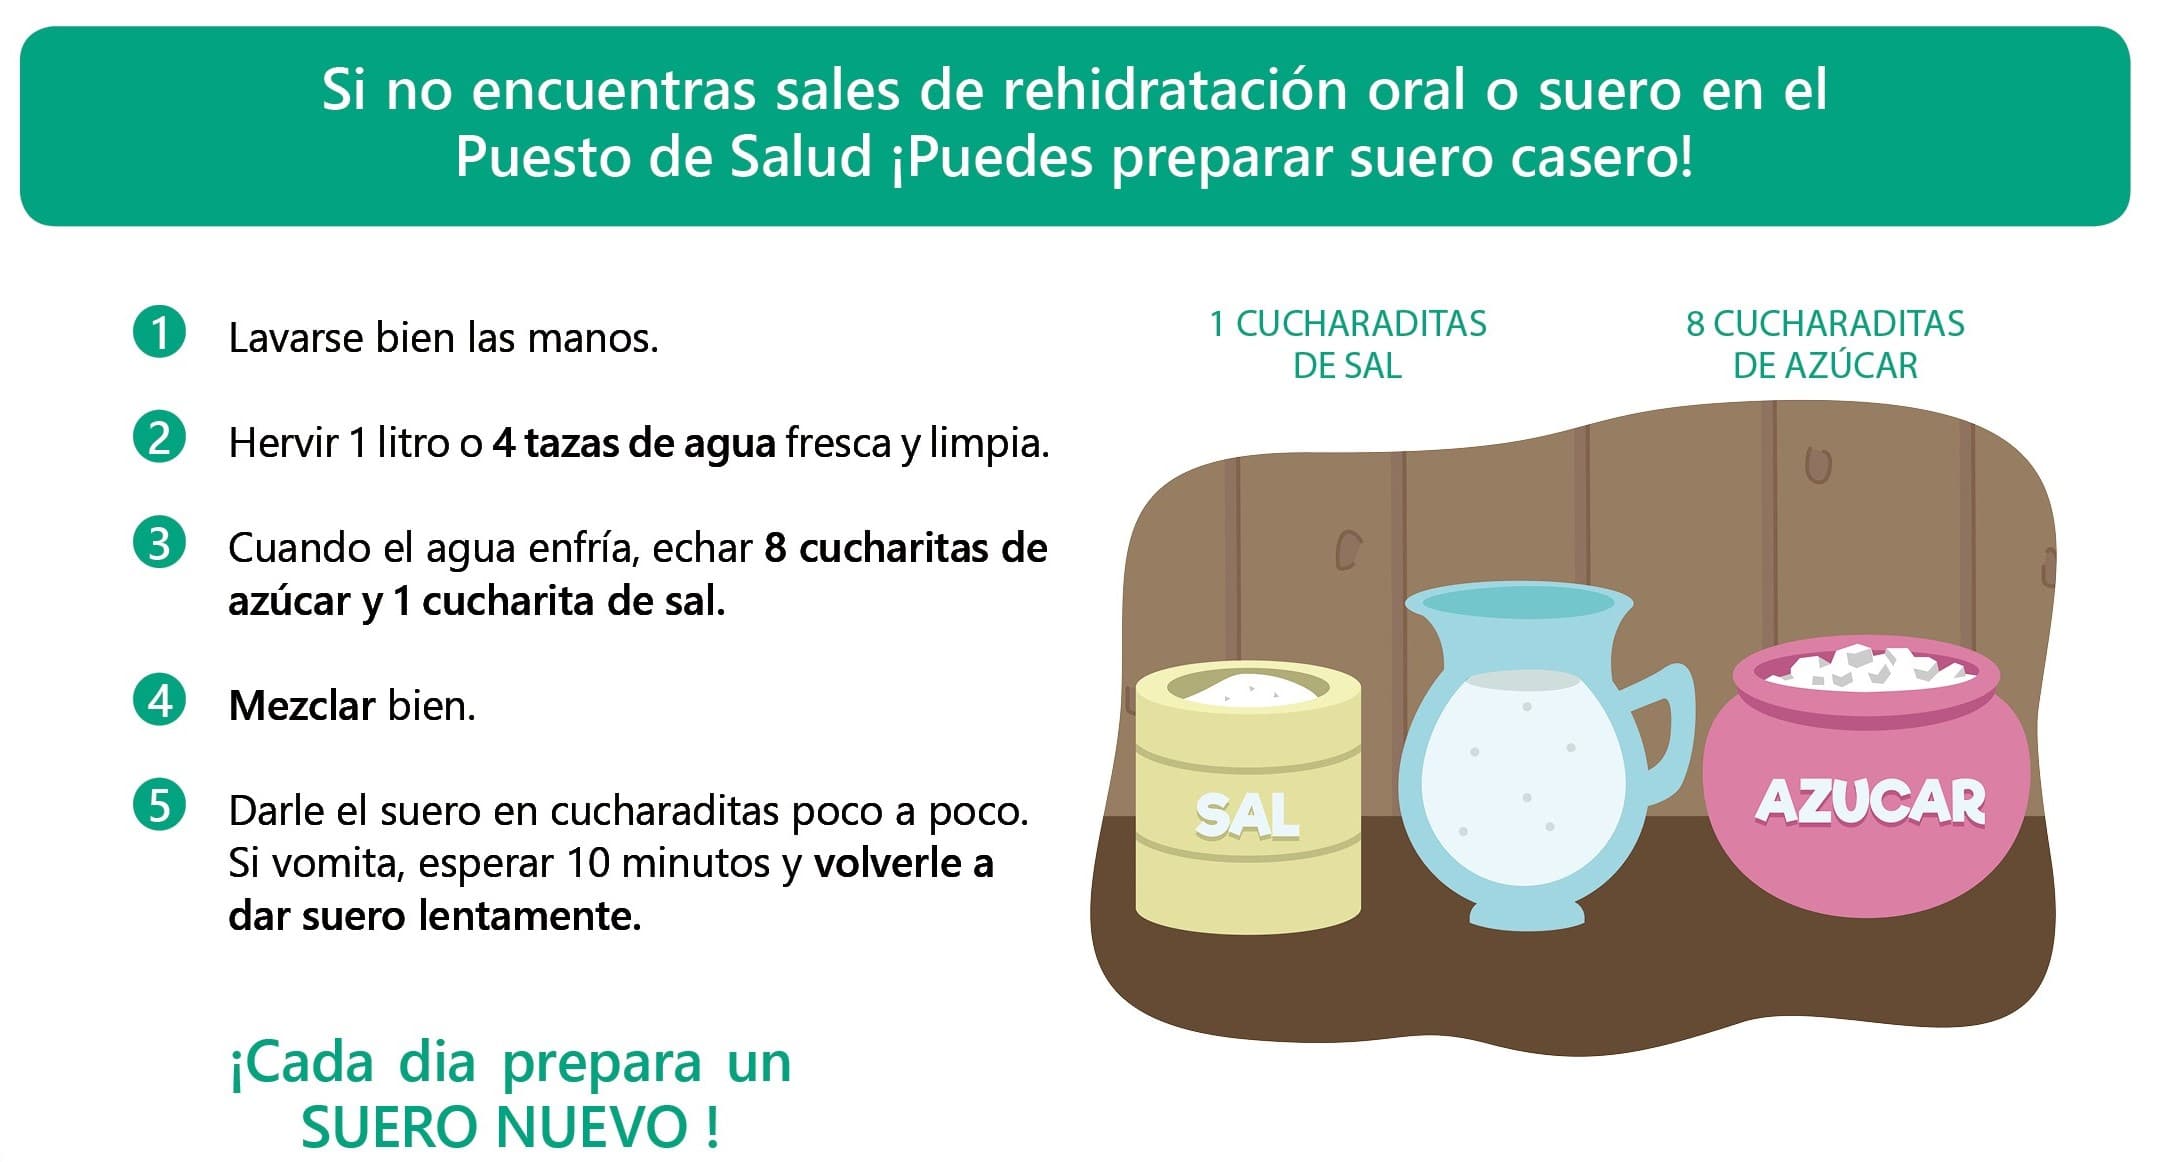 Si no encuentras sales de rehidratación oral o suero en el
Puesto de Salud ¡Puedes preparar suero casero!
1 Lavarse bien las manos.
2 Hervir 1 litro o 4 tazas de agua fresca y limpia.
3 Cuando el agua enfría, echar 8 cucharitas de
azúcar y 1 cucharita de sal.
4 Mezclar bien.
5 Darle el suero en cucharaditas poco a poco.
Si vomita, esperar 10 minutos y volverle a
dar suero lentamente.
¡Cada dia prepara un
SUERO NUEVO !
1 CUCHARADITAS
DE SAL
8 CUCHARADITAS
DE AZÚCAR
SAL
AZUCAR